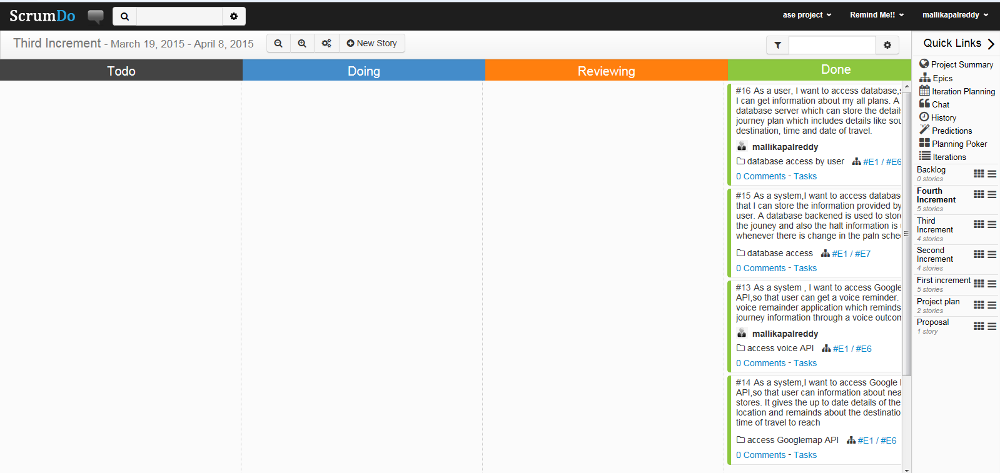 ScrumDo
ase project
Remind Me!!
mallikapalreddy
Third Increment - March 19, 2015 - April 8, 2015
New Story
Todo
Doing
Reviewing
Done
#16 As a user, I want to access database,
I can get information about my all plans. A
database server which can store the details
journey plan which includes details like
destination, time and date of travel.
mallikapalreddy
database access by user #E1 / #E6
0 Comments - Tasks
#15 As a system,I want to access
that I can store the information provided by
user. A database backened is used to store
the jouney and also the halt information is
whenever there is change in the paln
database access #E1 / #E7
0 Comments - Tasks
#13 As a system , I want to access Google
API,so that user can get a voice reminder.
voice remainder application which reminds
journey information through a voice
mallikapalreddy
access voice API #E1 / #E6
0 Comments - Tasks
#14 As a system,I want to access Google
API,so that user can information about
stores. It gives the up to date details of the
location and remainds about the
time of travel to reach
access Googlemap API #E1 / #E6
0 Comments - Tasks
Quick Links
Project Summary
Epics
Iteration Planning
Chat
History
Predictions
Planning Poker
Iterations
Backlog
0 stories
Fourth
Increment
5 stories
Third
Increment
4 stories
Second
Increment
4 stories
First increment
5 stories
Project plan
2 stories
Proposal
1 story